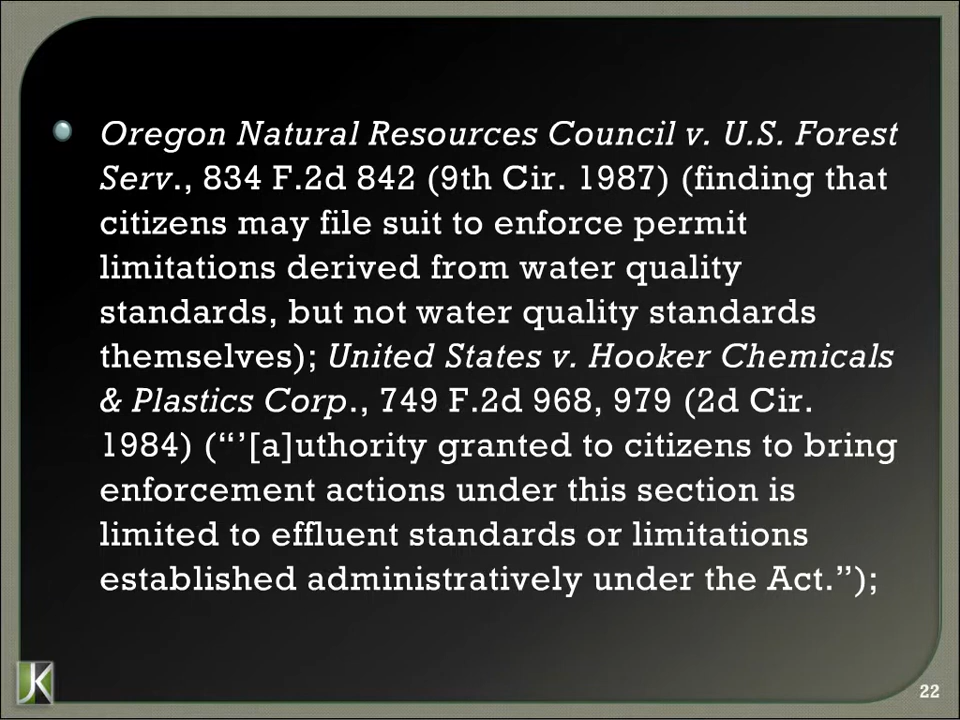 Oregon Natural Resources Council v. U.S. Forest
Serv., 834 F.2d 842 (9th Cir. 1987) (finding that
citizens may file suit to enforce permit
limitations derived from water quality
standards, but not water quality standards
themselves); United States v. Hooker Chemicals
& Plastics Corp., 749 F.2d 968, 979 (2d Cir.
1984) (“’[a]uthority granted to citizens to bring
enforcement actions under this section is
limited to effluent standards or limitations
established administratively under the Act.”);
JK
22